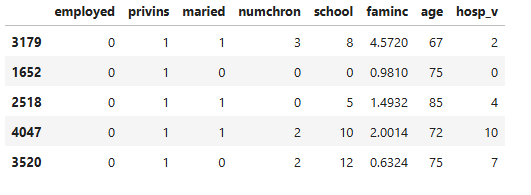 employed privins maried numchron school faminc age hosp_v
3179 0 1 1 3 8 4.5720 67 2
1652 0 1 0 0 0 0.9810 75 0
2518 0 1 1 0 5 1.4932 85 4
4047 0 1 1 2 10 2.0014 72 10
3520 0 1 0 2 12 0.6324 75 7